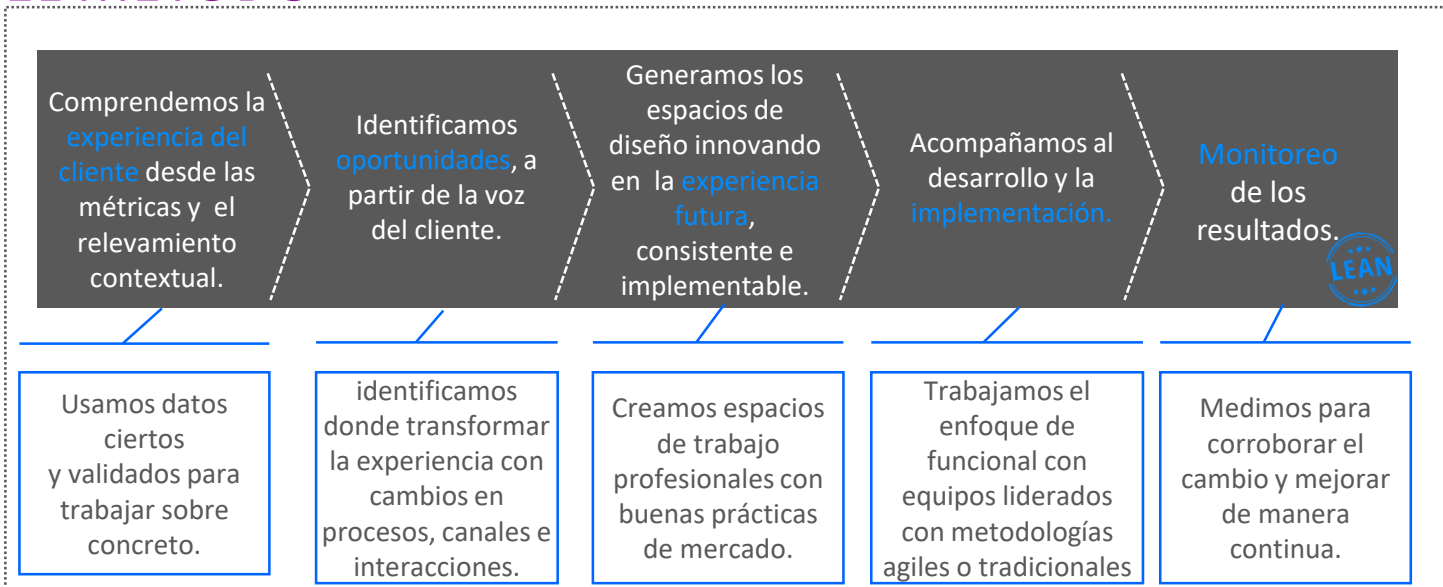 Comprendemos la
experiencia del
cliente desde las
métricas y el
relevamiento
contextual.
Identificamos
oportunidades, a
partir de la voz
del cliente.
Generamos los
espacios de
diseño innovando
en la experiencia
futura,
consistente e
implementable.
Acompañamos al
desarrollo y la
implementación.
Monitoreo
de los
resultados.
LEAN
Usamos datos
ciertos
y validados para
trabajar sobre
concreto.
identificamos
donde transformar
la experiencia con
cambios en
procesos, canales e
interacciones.
Creamos espacios
de trabajo
profesionales con
buenas prácticas
de mercado.
Trabajamos el
enfoque de
funcional con
equipos liderados
con metodologías
agiles o tradicionales
Medimos para
corroborar el
cambio y mejorar
de manera
continua.